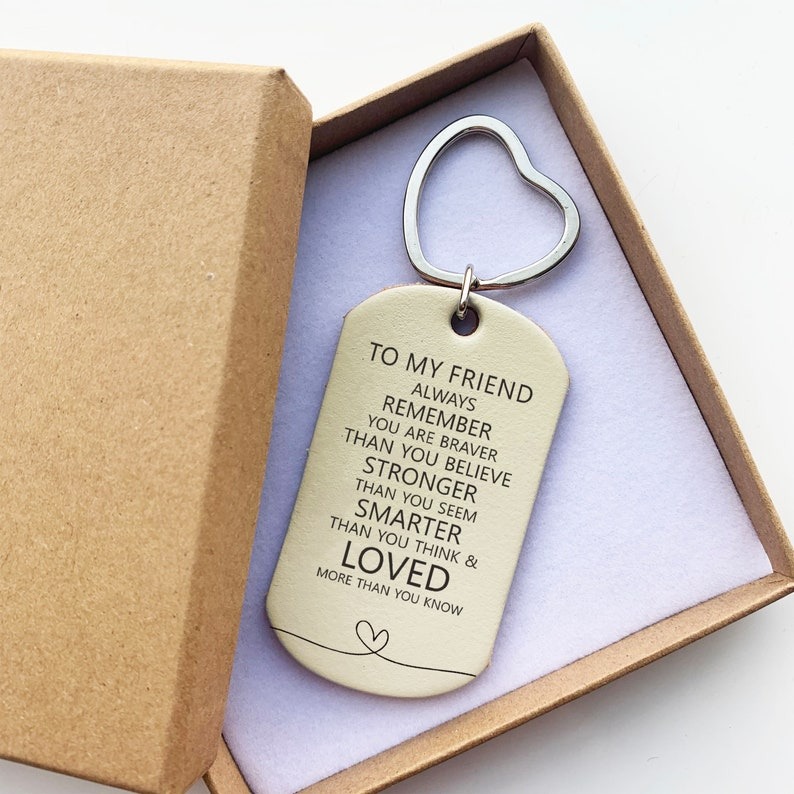 TO MY FRIEND
ALWAYS
REMEMBER
YOU ARE BRAVER
THAN YOU BELIEVE
STRONGER
THAN YOU SEEM
SMARTER
THAN YOU THINK &
LOVED
MORE THAN YOU KNOW